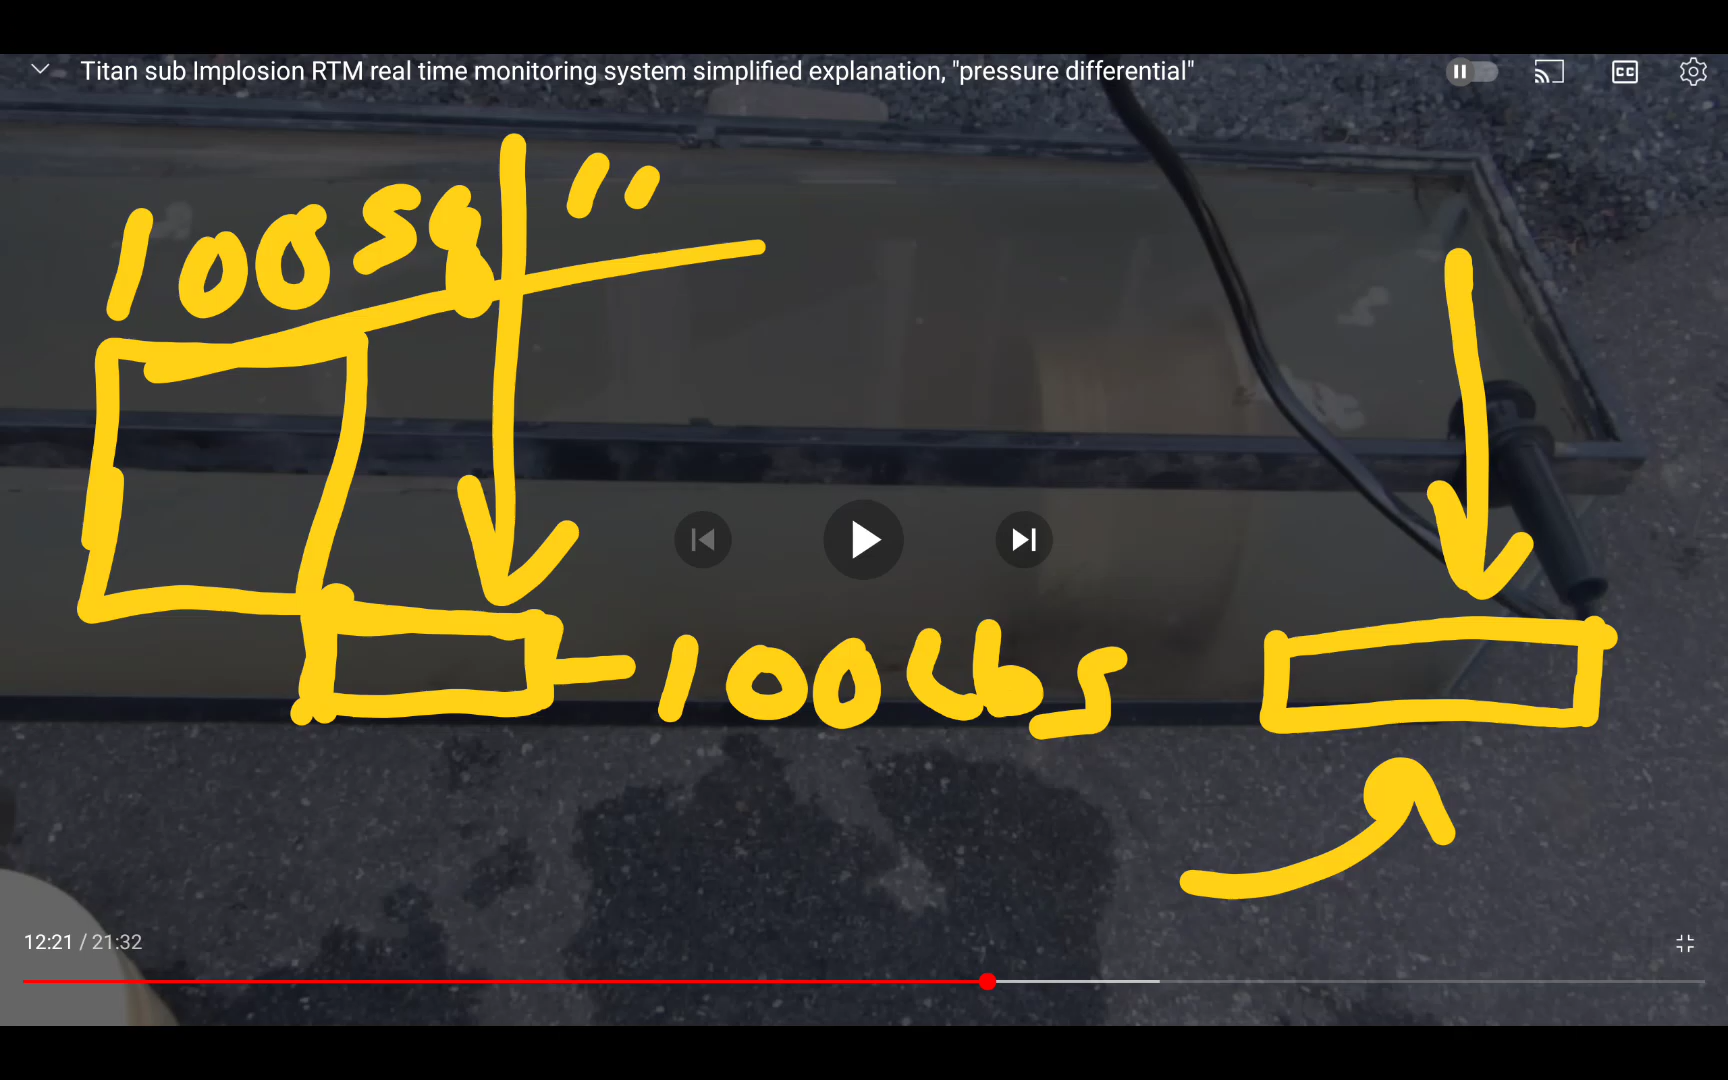 Titan sub Implosion RTM real time monitoring system simplified explanation, "pressure differential"
CC
100 sq "
100 Lbs
12:21 / 21:32